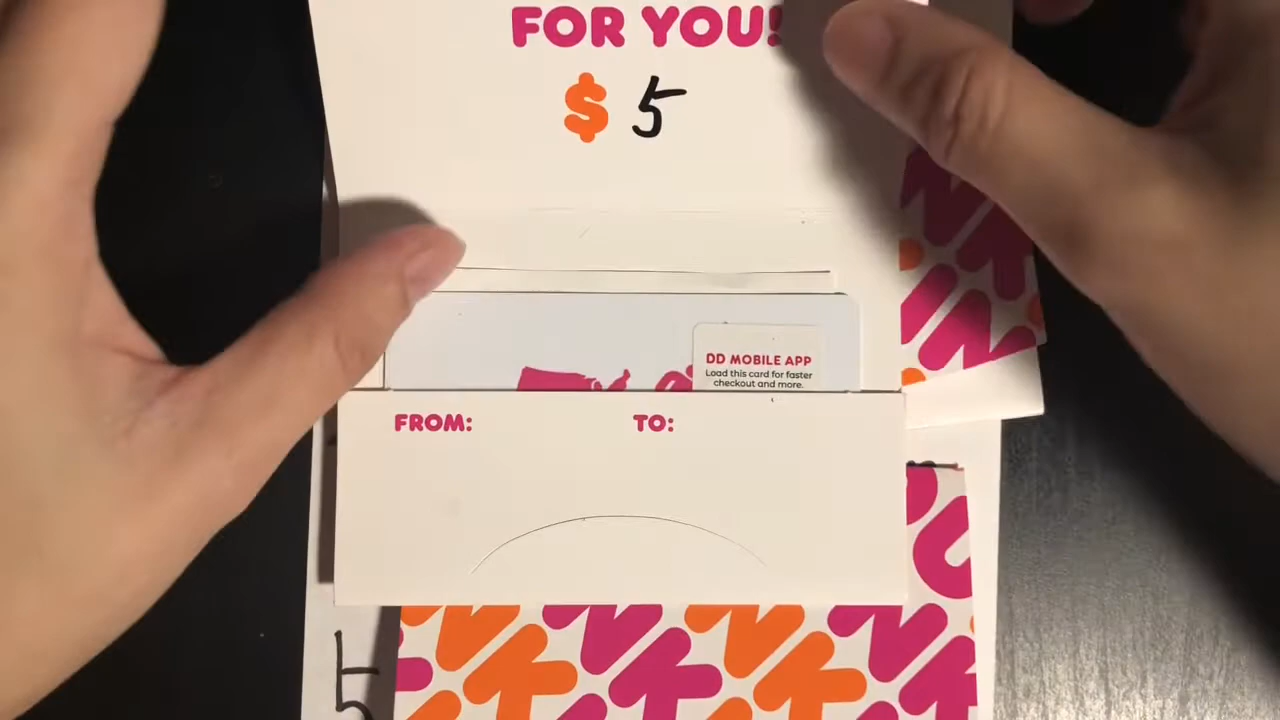 FOR YOU!
$ 5
DD MOBILE APP
Load this card for faster
checkout and more.
FROM: TO:
5